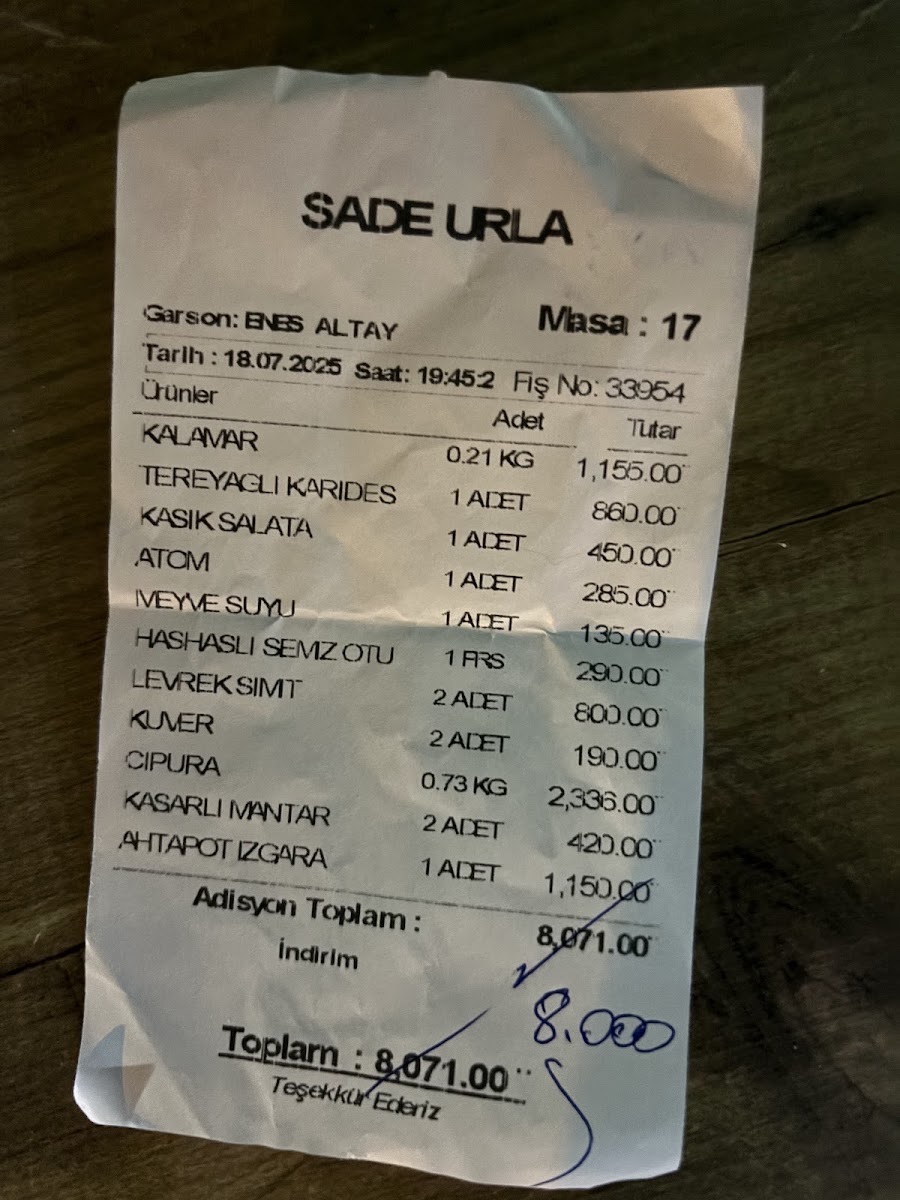 SADE URLA
Garson: ENES ALTAY Masa : 17
Tarih : 18.07.2025 Saat: 19:45:2 Fiş No: 33954
Ürünler Adet Tutar
KALAMAR 0.21 KG 1,155.00
TEREYAGLI KARIDES 1 ADET 860.00
KASIK SALATA 1 ADET 450.00
ATOM 1 ADET 285.00
MEYVE SUYU 1 ADET 135.00
HASHASLI SEMIZ OTU 1 PRS 290.00
LEVREK SIMIT 2 ADET 800.00
KUVER 2 ADET 190.00
CIPURA 0.73 KG 2,336.00
KASARLI MANTAR 2 ADET 420.00
AHTAPOT IZGARA 1 ADET 1,150.00
Adisyon Toplam : 8,071.00
İndirim
8.000
Toplam : 8,071.00
Teşekkür Ederiz